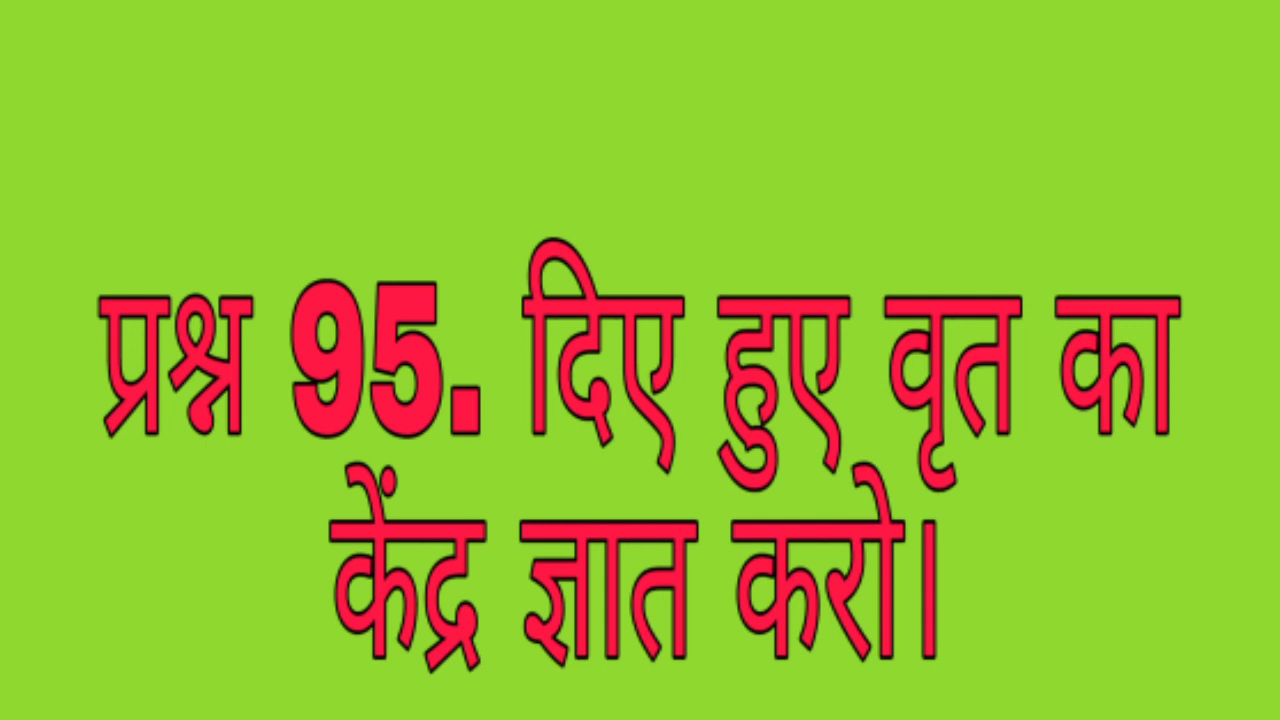 प्रश्न 95. दिए हुए वृत का
केंद्र ज्ञात करो।